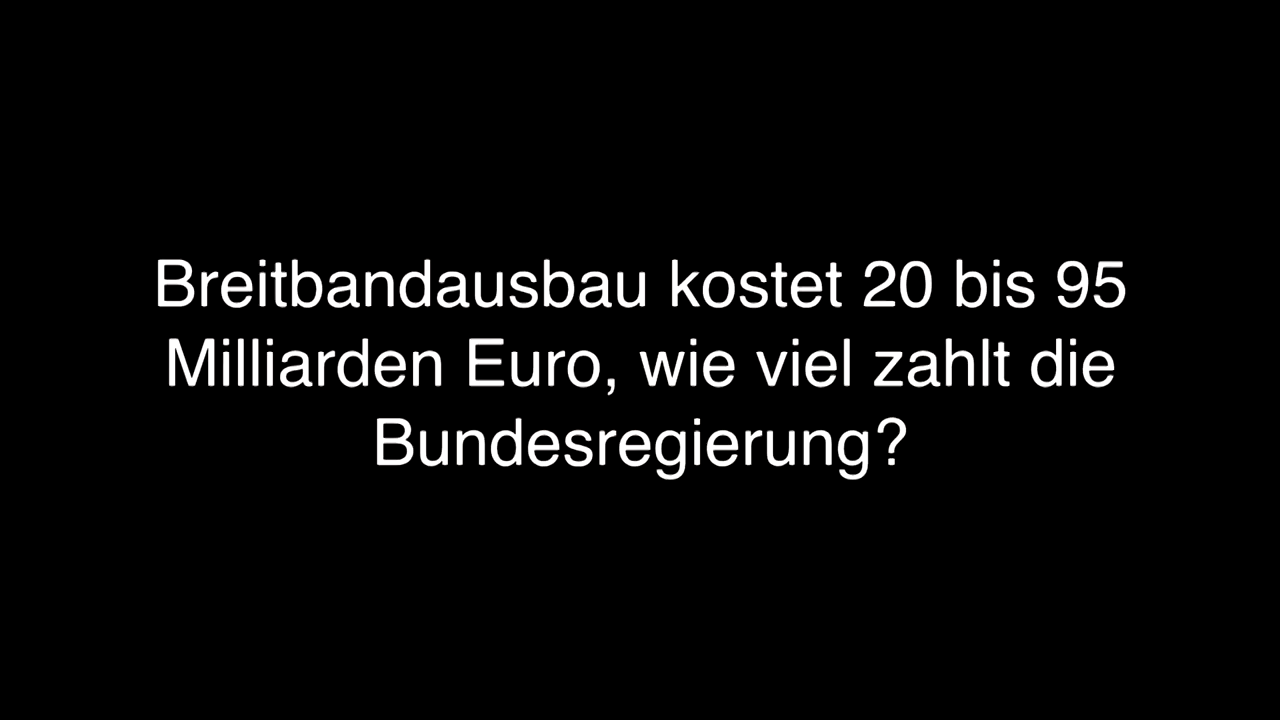 Breitbandausbau kostet 20 bis 95
Milliarden Euro, wie viel zahlt die
Bundesregierung?